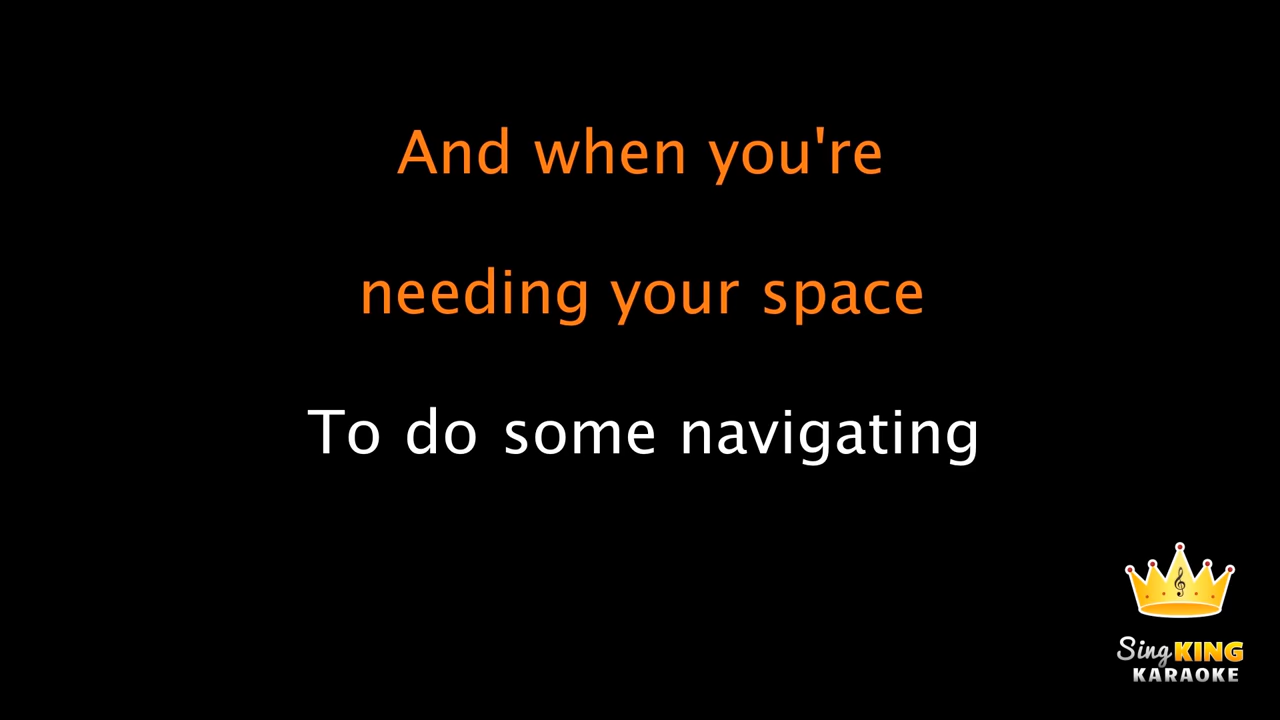 And when you're
needing your space
To do some navigating
Sing KING
KARAOKE